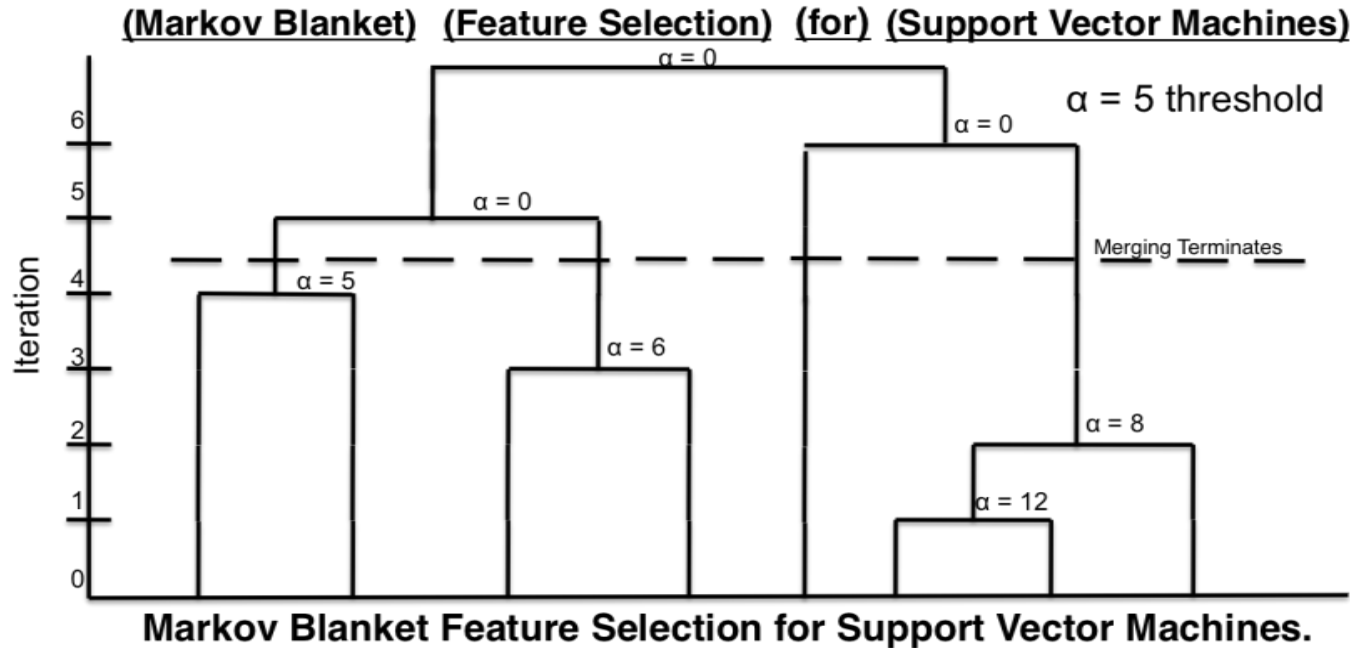 (Markov Blanket) (Feature Selection) (for) (Support Vector Machines)
α = 0
α = 5 threshold
6
α = 0
5
α = 0
Merging Terminates
4
α = 5
Iteration
3
α = 6
2
α = 8
1
α = 12
0
Markov Blanket Feature Selection for Support Vector Machines.